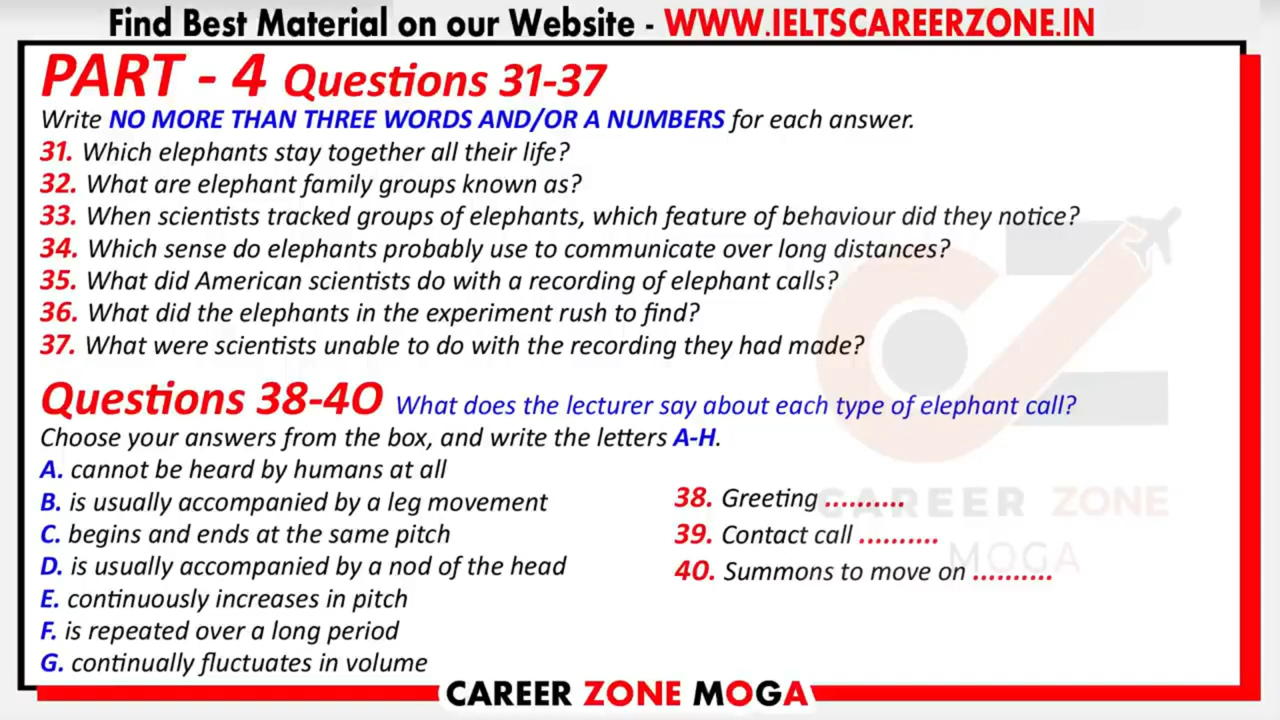 Find Best Material on our Website - WWW.IELTSCAREERZONE.IN
PART - 4 Questions 31-37
Write NO MORE THAN THREE WORDS AND/OR A NUMBERS for each answer.
31. Which elephants stay together all their life?
32. What are elephant family groups known as?
33. When scientists tracked groups of elephants, which feature of behaviour did they notice?
34. Which sense do elephants probably use to communicate over long distances?
35. What did American scientists do with a recording of elephant calls?
36. What did the elephants in the experiment rush to find?
37. What were scientists unable to do with the recording they had made?
Questions 38-4O What does the lecturer say about each type of elephant call?
Choose your answers from the box, and write the letters A-H.
A. cannot be heard by humans at all
B. is usually accompanied by a leg movement
C. begins and ends at the same pitch
D. is usually accompanied by a nod of the head
E. continuously increases in pitch
F. is repeated over a long period
G. continually fluctuates in volume
38. Greeting ..........
39. Contact call ..........
40. Summons to move on ..........
CAREER ZONE
MOGA
CAREER ZONE MOGA